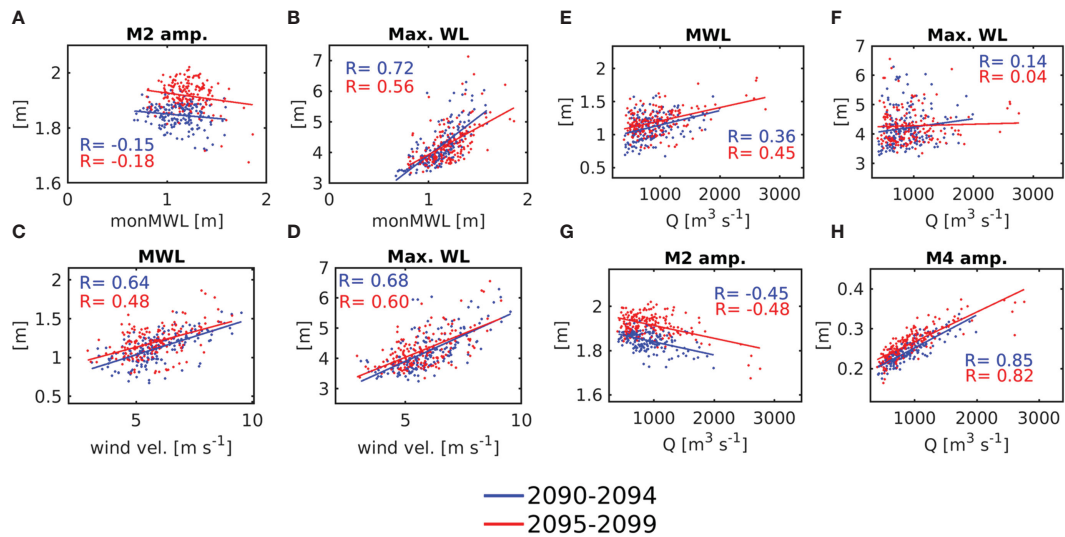 A
M2 amp.
[m]
2
1.8
1.6
R= -0.15
R= -0.18
0
1
2
monMWL [m]
B
Max. WL
[m]
7
6
5
4
3
R= 0.72
R= 0.56
0
1
2
monMWL [m]
C
MWL
[m]
2
1.5
1
0.5
R= 0.64
R= 0.48
5
10
wind vel. [m s⁻¹]
D
Max. WL
[m]
7
6
5
4
3
2
R= 0.68
R= 0.60
5
10
wind vel. [m s⁻¹]
E
MWL
[m]
2
1.5
1
0.5
R= 0.36
R= 0.45
1000
2000
3000
Q [m³ s⁻¹]
F
Max. WL
[m]
7
6
5
4
3
R= 0.14
R= 0.04
1000
2000
3000
Q [m³ s⁻¹]
G
M2 amp.
[m]
2
1.8
1.6
R= -0.45
R= -0.48
1000
2000
3000
Q [m³ s⁻¹]
H
M4 amp.
[m]
0.4
0.3
0.2
R= 0.85
R= 0.82
1000
2000
3000
Q [m³ s⁻¹]
2090-2094
2095-2099